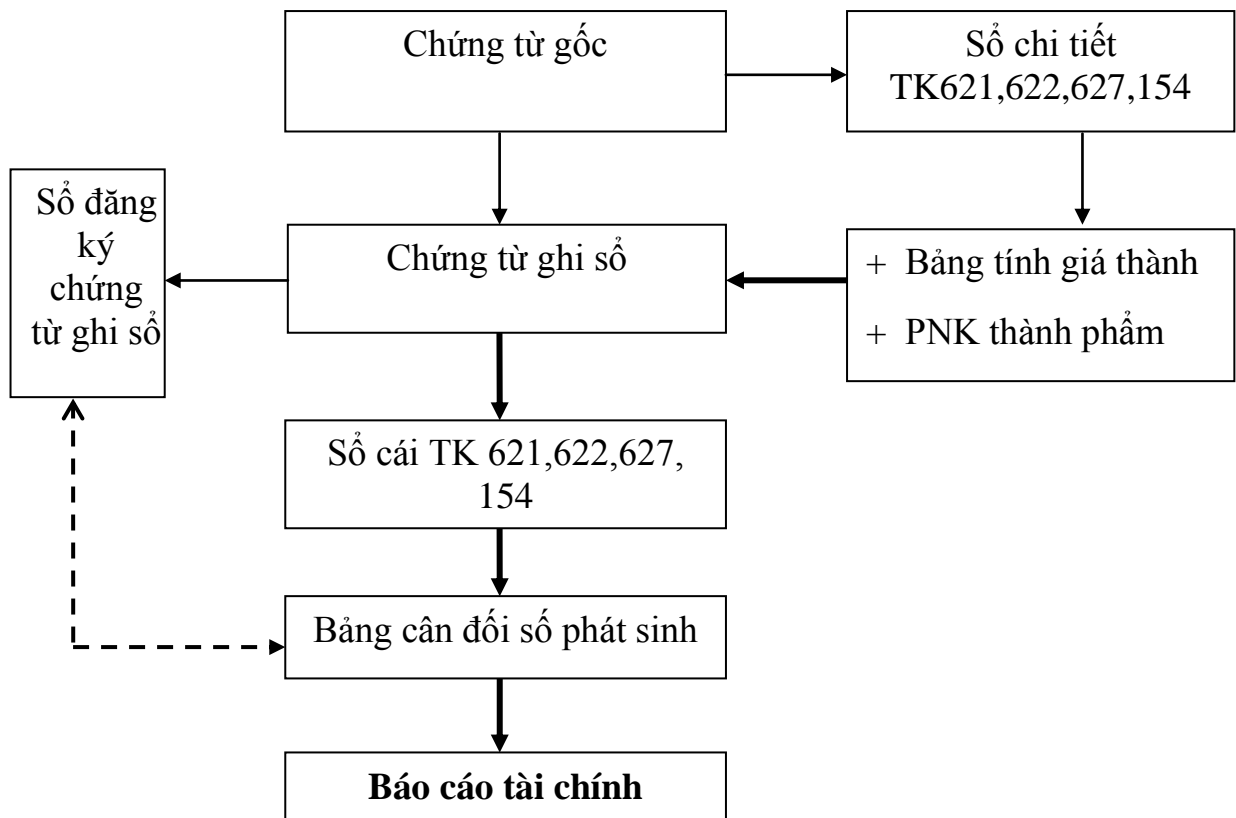 Chứng từ gốc
Sổ chi tiết
TK621,622,627,154
Sổ đăng
ký
chứng
từ ghi sổ
Chứng từ ghi sổ
+ Bảng tính giá thành
+ PNK thành phẩm
Sổ cái TK 621,622,627,
154
Bảng cân đối số phát sinh
Báo cáo tài chính